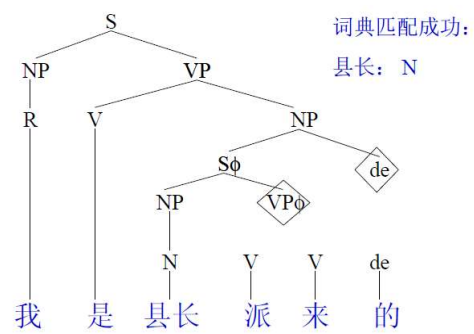 S
词典匹配成功：
NP VP 县长： N
R V NP
Sϕ de
NP VPϕ
N V V de
我 是 县长 派 来 的